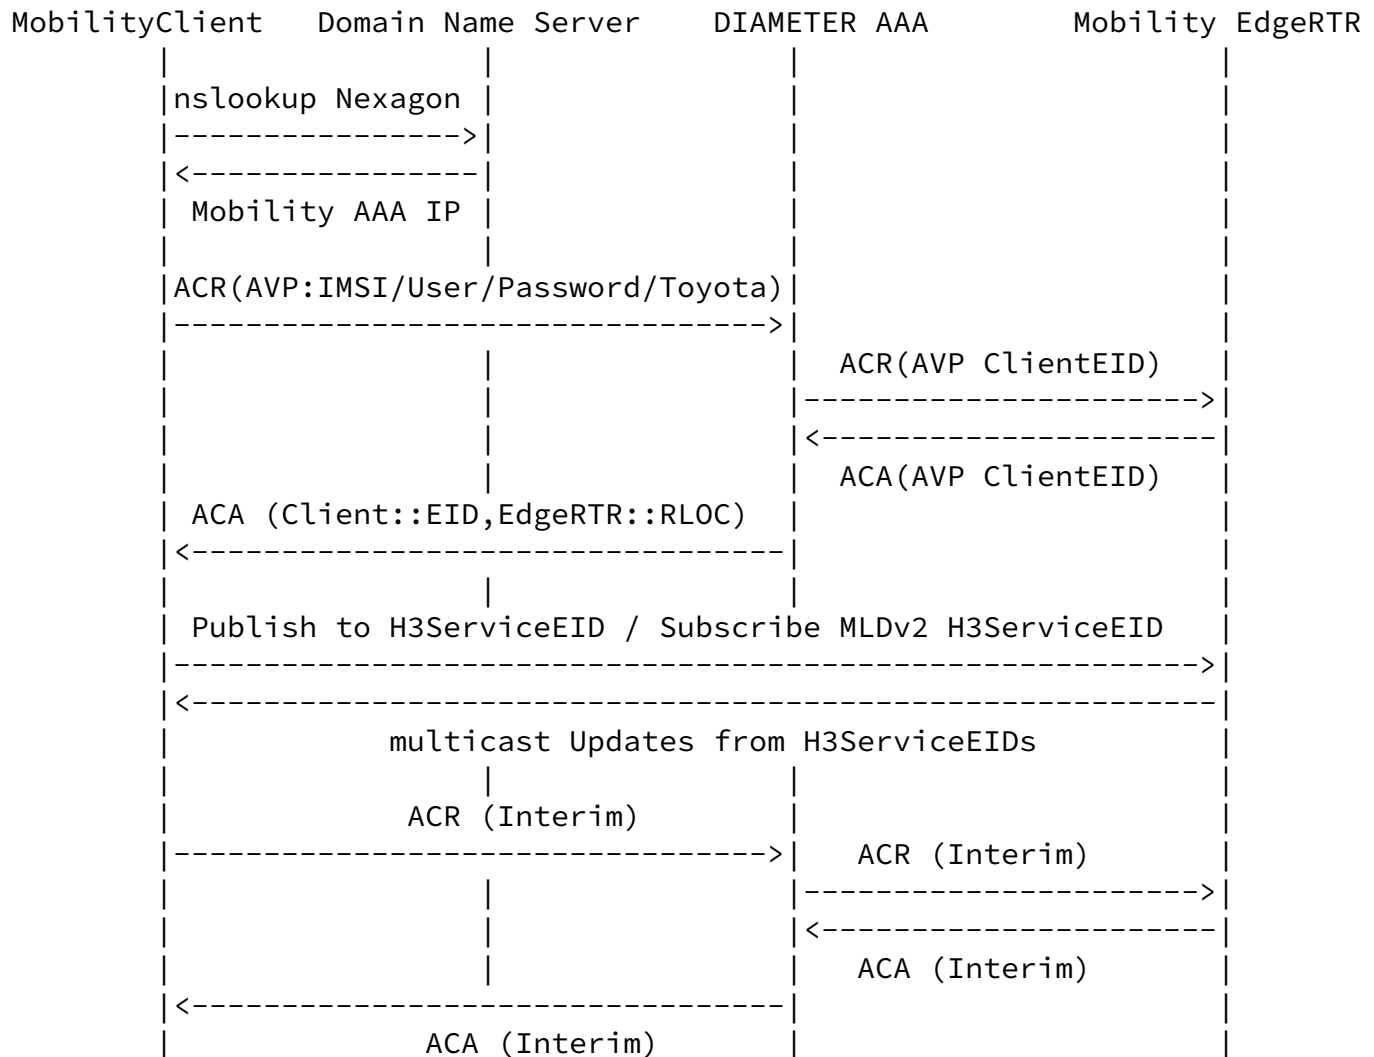 MobilityClient Domain Name Server DIAMETER AAA Mobility EdgeRTR
nslookup Nexagon
Mobility AAA IP
ACR(AVP:IMSI/User/Password/Toyota)
ACR(AVP ClientEID)
ACA(AVP ClientEID)
ACA (Client::EID,EdgeRTR::RLOC)
Publish to H3ServiceEID / Subscribe MLDv2 H3ServiceEID
multicast Updates from H3ServiceEIDs
ACR (Interim)
ACR (Interim)
ACA (Interim)
ACA (Interim)